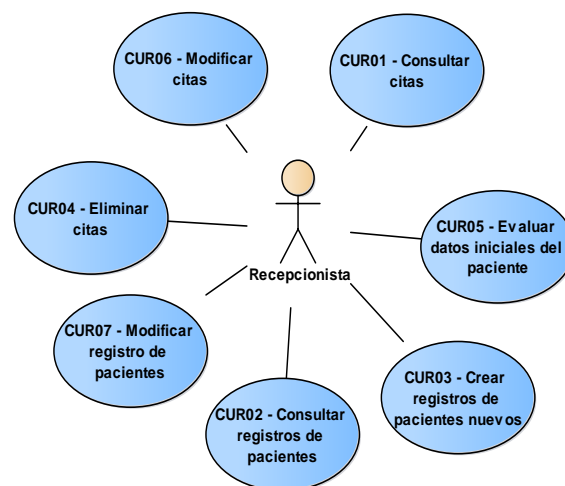 CUR06 - Modificar
citas
CUR01 - Consultar
citas
CUR04 - Eliminar
citas
CUR05 - Evaluar
datos iniciales del
paciente
Recepcionista
CUR07 - Modificar
registro de
pacientes
CUR03 - Crear
registros de
pacientes nuevos
CUR02 - Consultar
registros de
pacientes